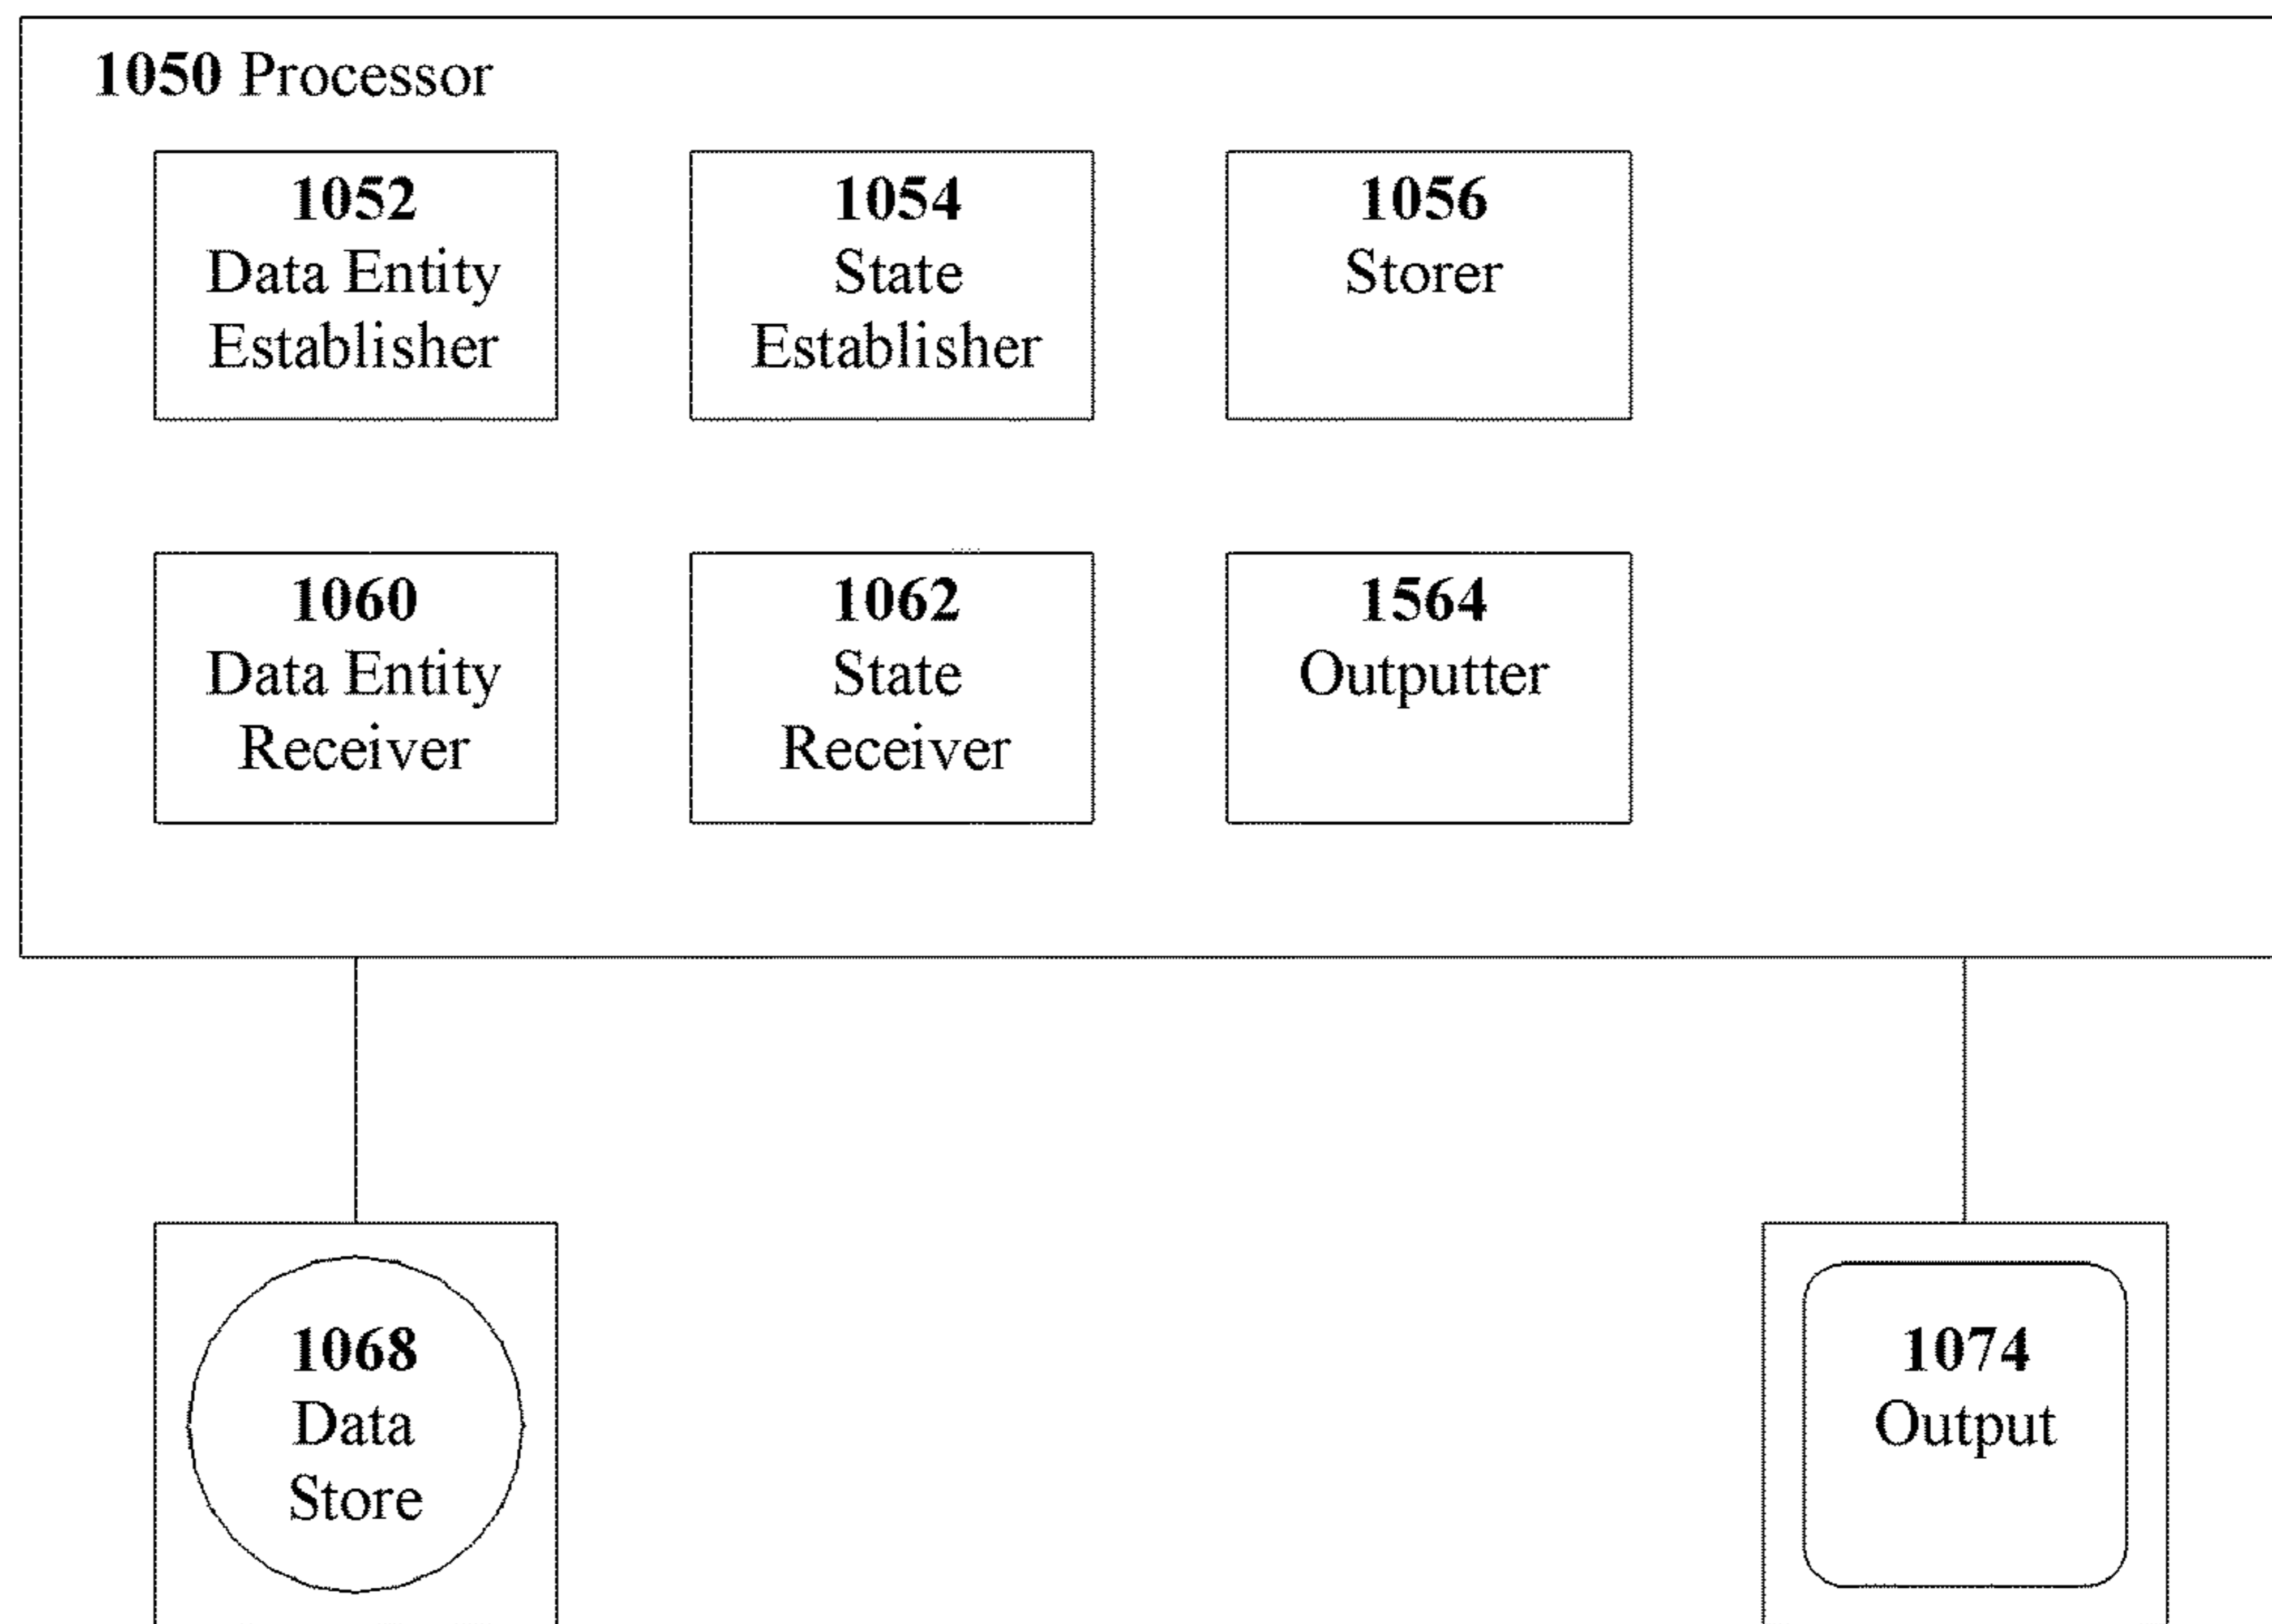 1050 Processor
1052
Data Entity
Establisher
1054
State
Establisher
1056
Storer
1060
Data Entity
Receiver
1062
State
Receiver
1564
Outputter
1068
Data
Store
1074
Output